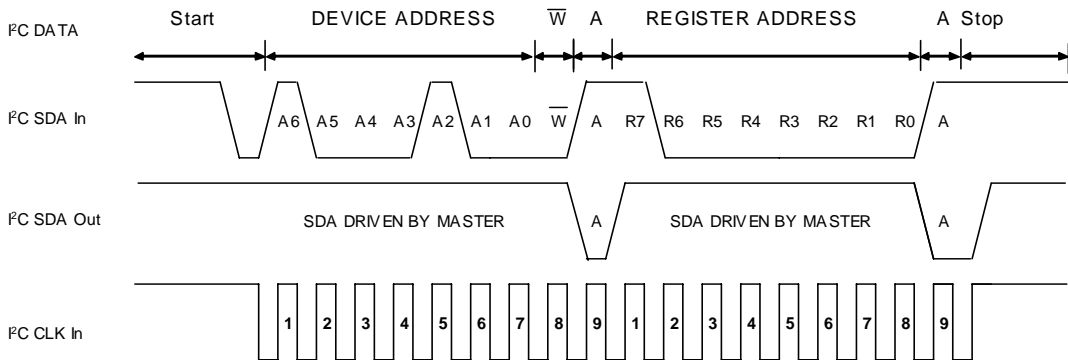 I²C DATA Start DEVICE ADDRESS W̅ A REGISTER ADDRESS A Stop
I²C SDA In A6 A5 A4 A3 A2 A1 A0 W̅ A R7 R6 R5 R4 R3 R2 R1 R0 A
I²C SDA Out SDA DRIVEN BY MASTER A SDA DRIVEN BY MASTER A
I²C CLK In 1 2 3 4 5 6 7 8 9 1 2 3 4 5 6 7 8 9